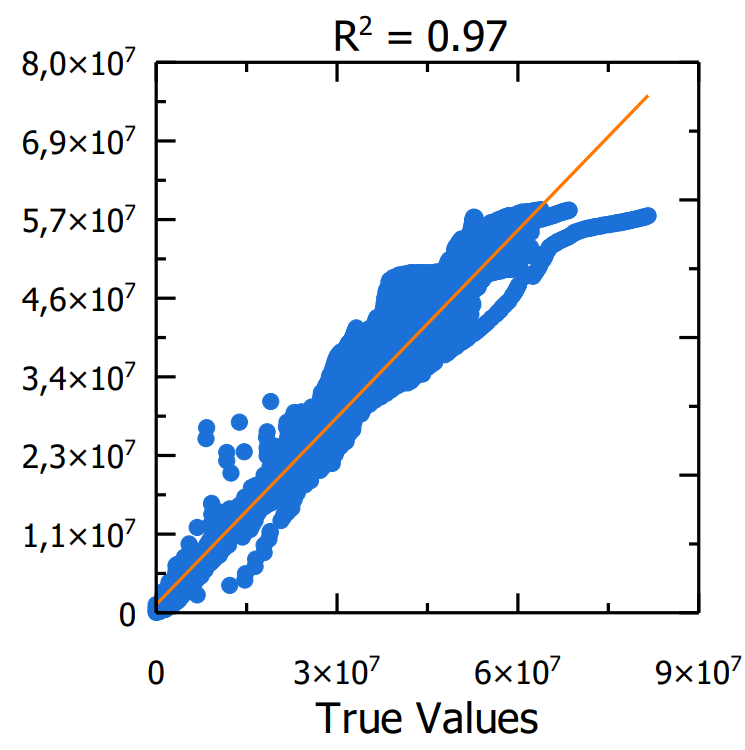 R² = 0.97
8,0×10⁷
6,9×10⁷
5,7×10⁷
4,6×10⁷
3,4×10⁷
2,3×10⁷
1,1×10⁷
0
0 3×10⁷ 6×10⁷ 9×10⁷
True Values